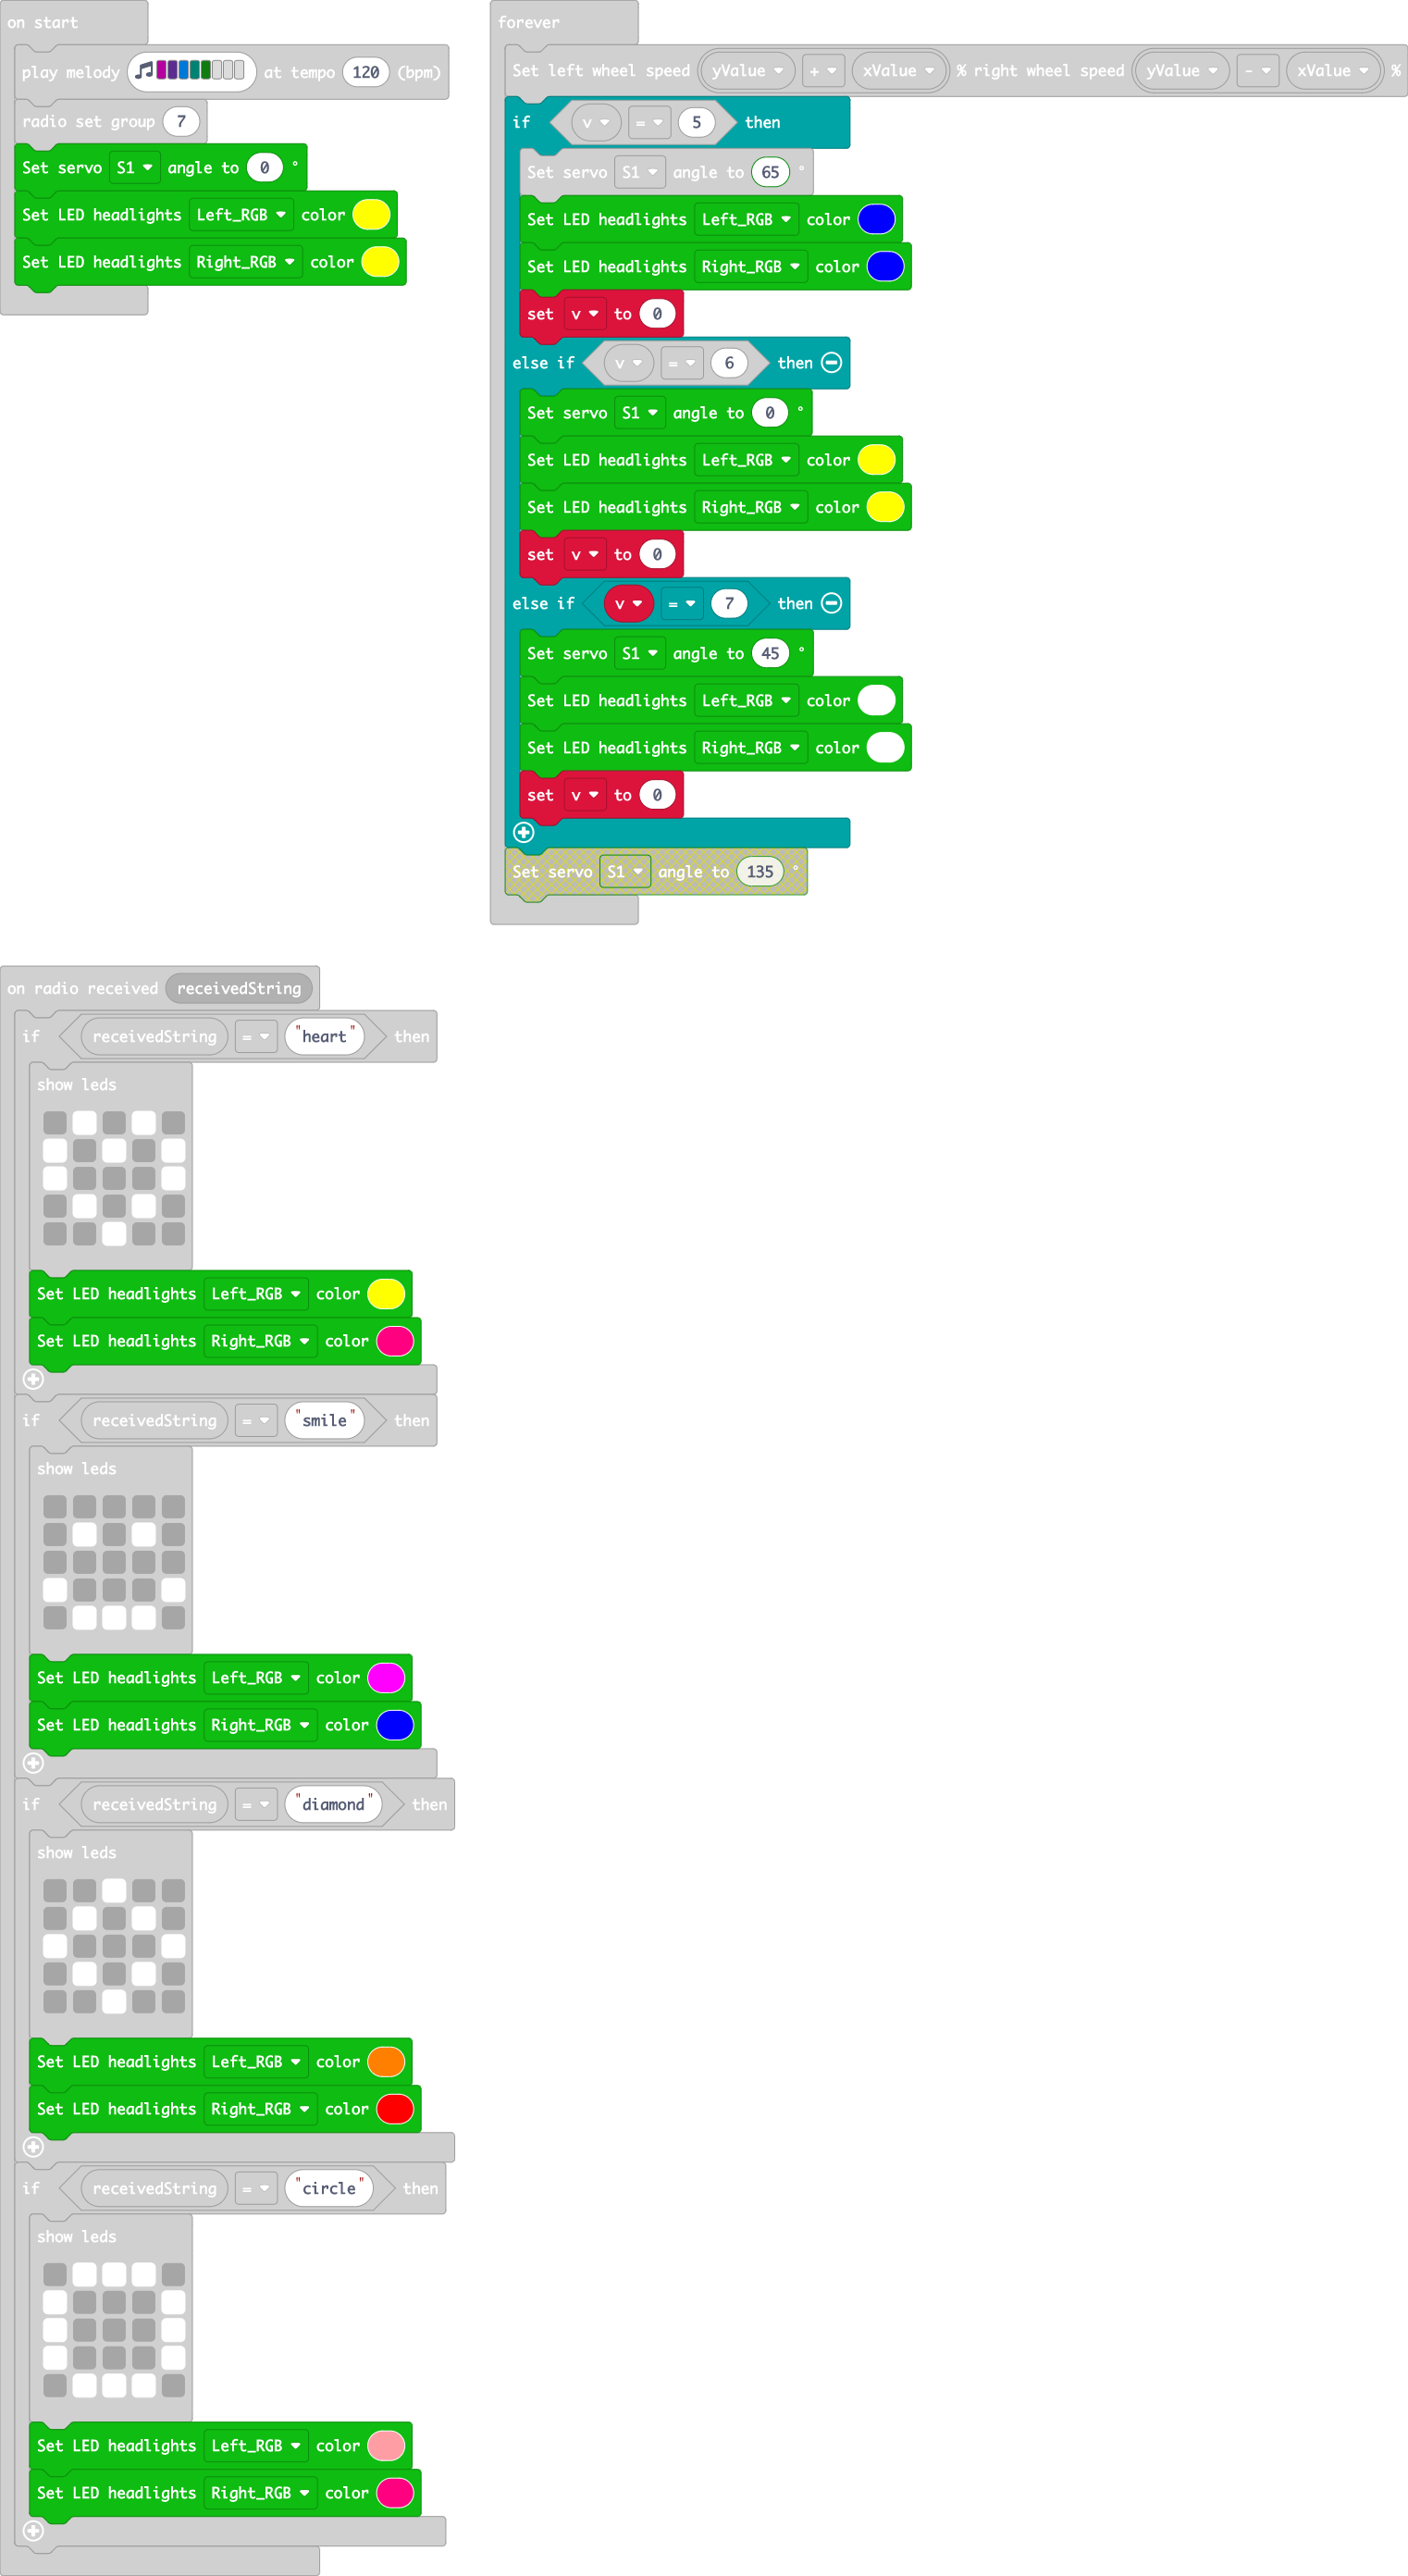 on start
play melody at tempo 120 (bpm)
radio set group 7
Set servo S1 angle to 0 °
Set LED headlights Left_RGB color
Set LED headlights Right_RGB color
forever
Set left wheel speed yValue + xValue % right wheel speed yValue - xValue %
if v = 5 then
Set servo S1 angle to 65 °
Set LED headlights Left_RGB color
Set LED headlights Right_RGB color
set v to 0
else if v = 6 then
Set servo S1 angle to 0 °
Set LED headlights Left_RGB color
Set LED headlights Right_RGB color
set v to 0
else if v = 7 then
Set servo S1 angle to 45 °
Set LED headlights Left_RGB color
Set LED headlights Right_RGB color
set v to 0
Set servo S1 angle to 135 °
on radio received receivedString
if receivedString = "heart" then
show leds
Set LED headlights Left_RGB color
Set LED headlights Right_RGB color
if receivedString = "smile" then
show leds
Set LED headlights Left_RGB color
Set LED headlights Right_RGB color
if receivedString = "diamond" then
show leds
Set LED headlights Left_RGB color
Set LED headlights Right_RGB color
if receivedString = "circle" then
show leds
Set LED headlights Left_RGB color
Set LED headlights Right_RGB color